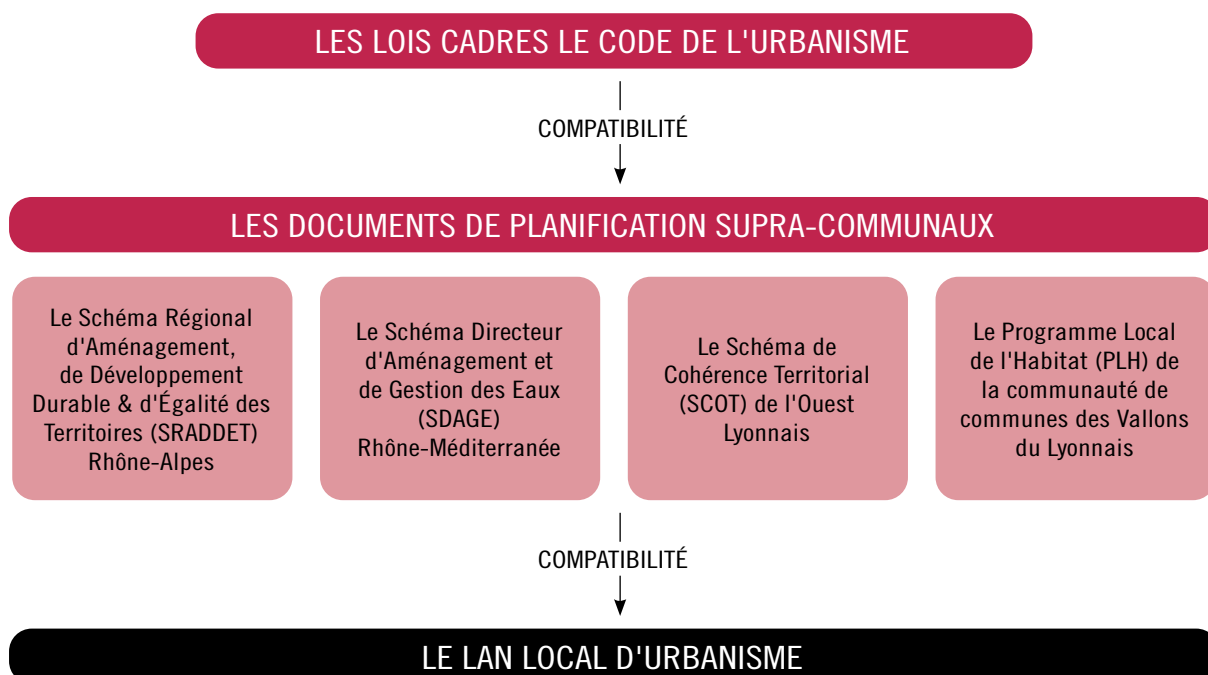 LES LOIS CADRES LE CODE DE L'URBANISME
COMPATIBILITÉ
LES DOCUMENTS DE PLANIFICATION SUPRA-COMMUNAUX
Le Schéma Régional
d'Aménagement,
de Développement
Durable & d'Égalité des
Territoires (SRADDET)
Rhône-Alpes
Le Schéma Directeur
d'Aménagement et
de Gestion des Eaux
(SDAGE)
Rhône-Méditerranée
Le Schéma de
Cohérence Territorial
(SCOT) de l'Ouest
Lyonnais
Le Programme Local
de l'Habitat (PLH) de
la communauté de
communes des Vallons
du Lyonnais
COMPATIBILITÉ
LE LAN LOCAL D'URBANISME